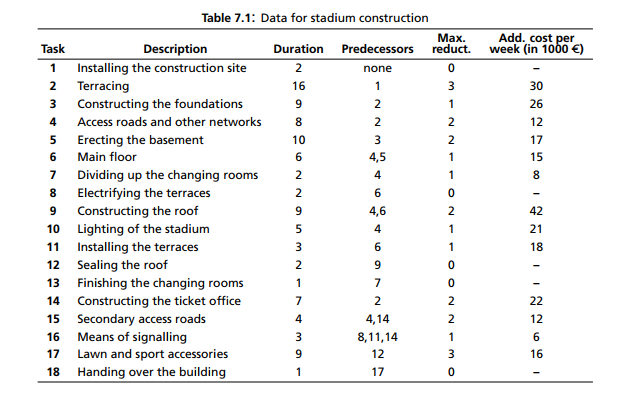 Table 7.1: Data for stadium construction
Max. Add. cost per
Task Description Duration Predecessors reduct. week (in 1000 €)
1 Installing the construction site 2 none 0 –
2 Terracing 16 1 3 30
3 Constructing the foundations 9 2 1 26
4 Access roads and other networks 8 2 2 12
5 Erecting the basement 10 3 2 17
6 Main floor 6 4,5 1 15
7 Dividing up the changing rooms 2 4 1 8
8 Electrifying the terraces 2 6 0 –
9 Constructing the roof 9 4,6 2 42
10 Lighting of the stadium 5 4 1 21
11 Installing the terraces 3 6 1 18
12 Sealing the roof 2 9 0 –
13 Finishing the changing rooms 1 7 0 –
14 Constructing the ticket office 7 2 2 22
15 Secondary access roads 4 4,14 2 12
16 Means of signalling 3 8,11,14 1 6
17 Lawn and sport accessories 9 12 3 16
18 Handing over the building 1 17 0 –